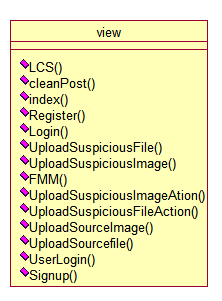 view
LCS()
cleanPost()
index()
Register()
Login()
UploadSuspiciousFile()
UploadSuspiciousImage()
FMM()
UploadSuspiciousImageAtion()
UploadSuspiciousFileAction()
UploadSourceImage()
UploadSourcefile()
UserLogin()
Signup()